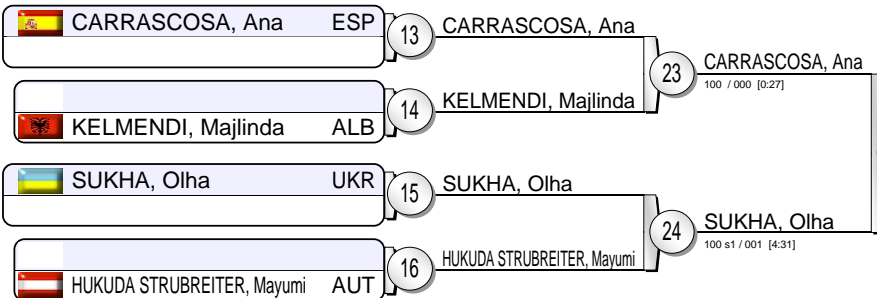 CARRASCOSA, Ana ESP
13
CARRASCOSA, Ana
23
CARRASCOSA, Ana
100 / 000 [0:27]
14
KELMENDI, Majlinda
KELMENDI, Majlinda ALB
SUKHA, Olha UKR
15
SUKHA, Olha
24
SUKHA, Olha
100 s1 / 001 [4:31]
16
HUKUDA STRUBREITER, Mayumi
HUKUDA STRUBREITER, Mayumi AUT